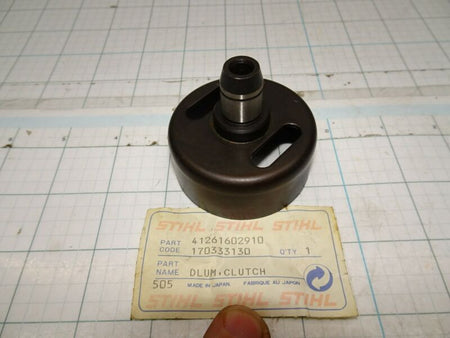 STIHL STIHL STIHL
PART 41261602910
CODE 170333130 Q'TY 1
PART
NAME DLUM,CLUTCH
505 MADE IN JAPAN. FABRIQUE AU JAPON
STIHL STIHL STIHL